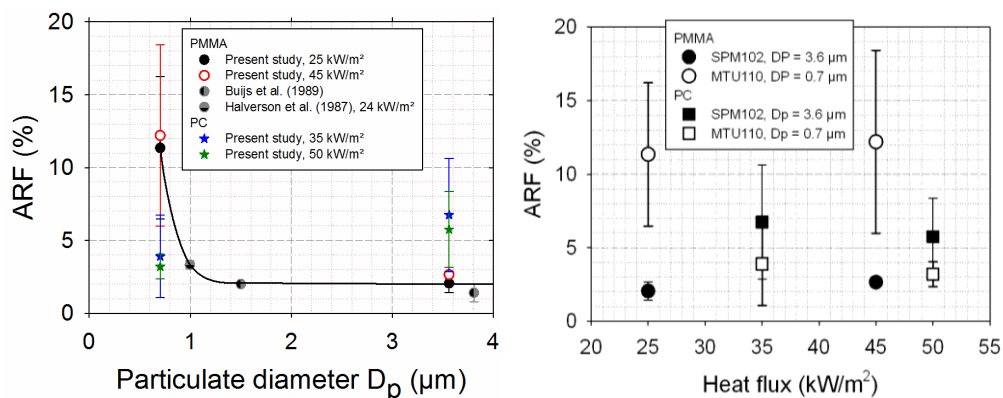 20
15
10
5
0
ARF (%)
PMMA
Present study, 25 kW/m²
Present study, 45 kW/m²
Buijs et al. (1989)
Halverson et al. (1987), 24 kW/m²
PC
Present study, 35 kW/m²
Present study, 50 kW/m²
0 1 2 3 4
Particulate diameter Dp (µm)
20
15
10
5
0
ARF (%)
PMMA
SPM102, DP = 3.6 µm
MTU110, DP = 0.7 µm
PC
SPM102, Dp = 3.6 µm
MTU110, Dp = 0.7 µm
20 25 30 35 40 45 50 55
Heat flux (kW/m²)